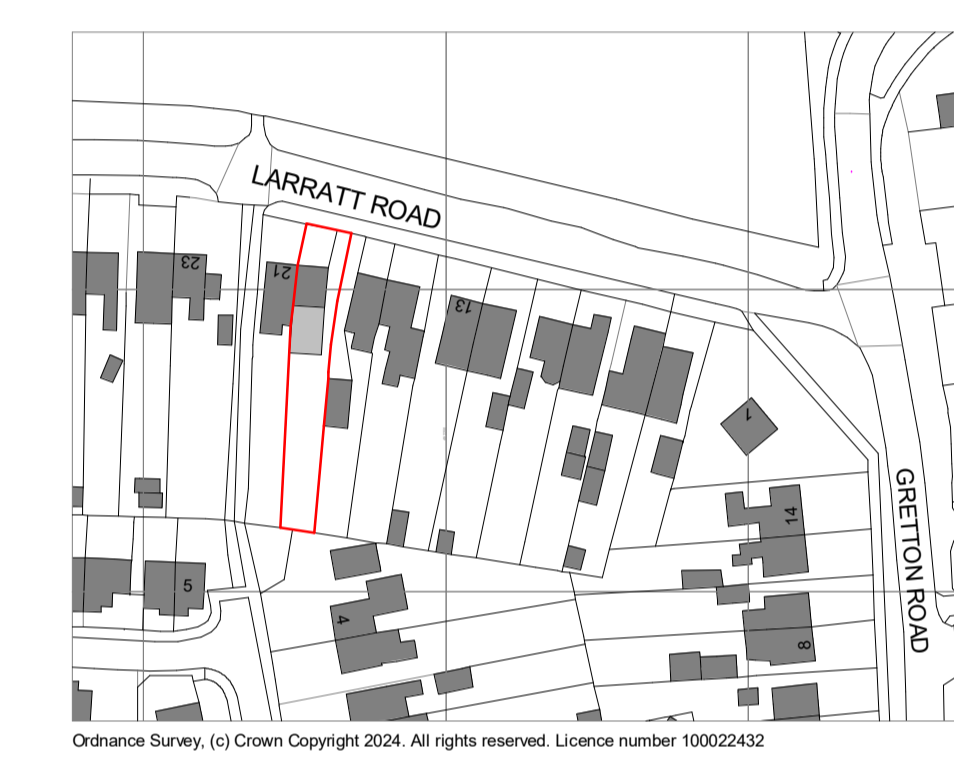 LARRATT ROAD
23
21
13
1
14
GRETTON ROAD
5
4
8
Ordnance Survey, (c) Crown Copyright 2024. All rights reserved. Licence number 100022432